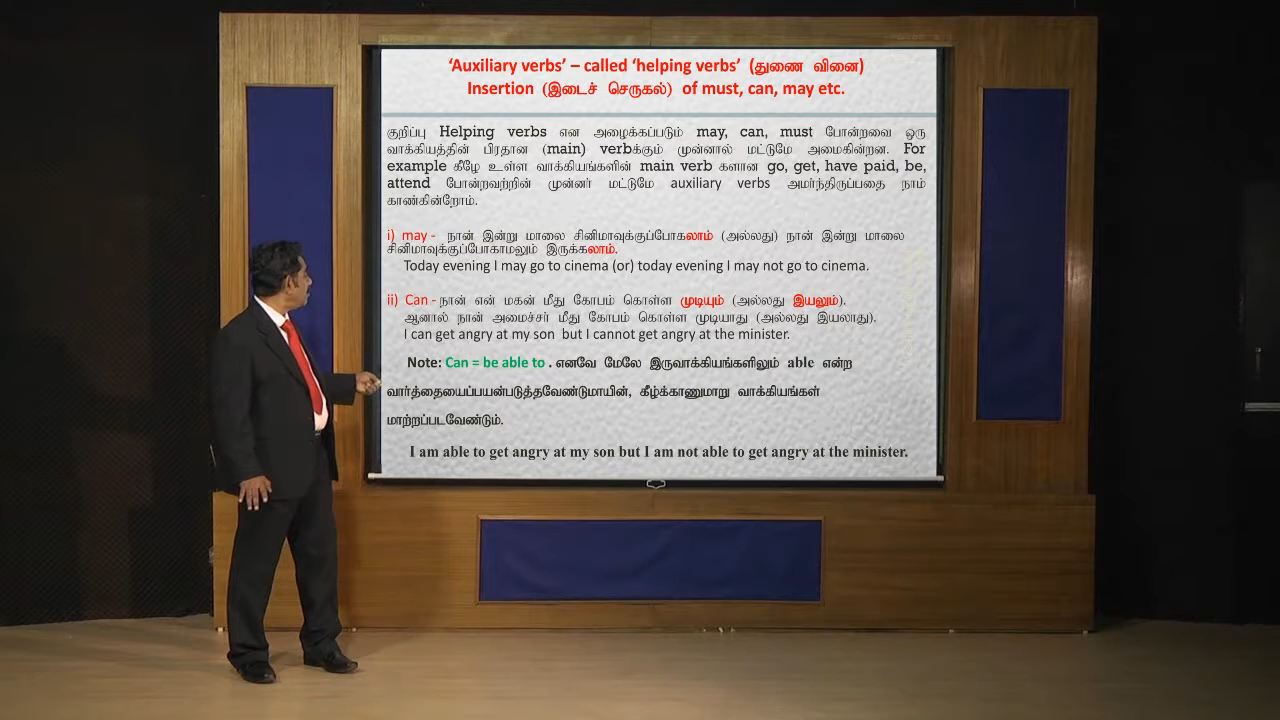 ‘Auxiliary verbs’ – called ‘helping verbs’ (துணை வினை)
Insertion (இடைச் செருகல்) of must, can, may etc.
குறிப்பு Helping verbs என அழைக்கப்படும் may, can, must போன்றவை ஒரு
வாக்கியத்தின் பிரதான (main) verbக்கும் முன்னால் மட்டுமே அமைகின்றன. For
example கீழே உள்ள வாக்கியங்களின் main verb களான go, get, have paid, be,
attend போன்றவற்றின் முன்னர் மட்டுமே auxiliary verbs அமர்ந்திருப்பதை நாம்
காண்கின்றோம்.
i) may - நான் இன்று மாலை சினிமாவுக்குப்போகலாம் (அல்லது) நான் இன்று மாலை
சினிமாவுக்குப்போகாமலும் இருக்கலாம்.
Today evening I may go to cinema (or) today evening I may not go to cinema.
ii) Can - நான் என் மகன் மீது கோபம் கொள்ள முடியும் (அல்லது இயலும்).
ஆனால் நான் அமைச்சர் மீது கோபம் கொள்ள முடியாது (அல்லது இயலாது).
I can get angry at my son but I cannot get angry at the minister.
Note: Can = be able to . எனவே மேலே இருவாக்கியங்களிலும் able என்ற
வார்த்தையைப்பயன்படுத்தவேண்டுமாயின், கீழ்க்காணுமாறு வாக்கியங்கள்
மாற்றப்படவேண்டும்.
I am able to get angry at my son but I am not able to get angry at the minister.